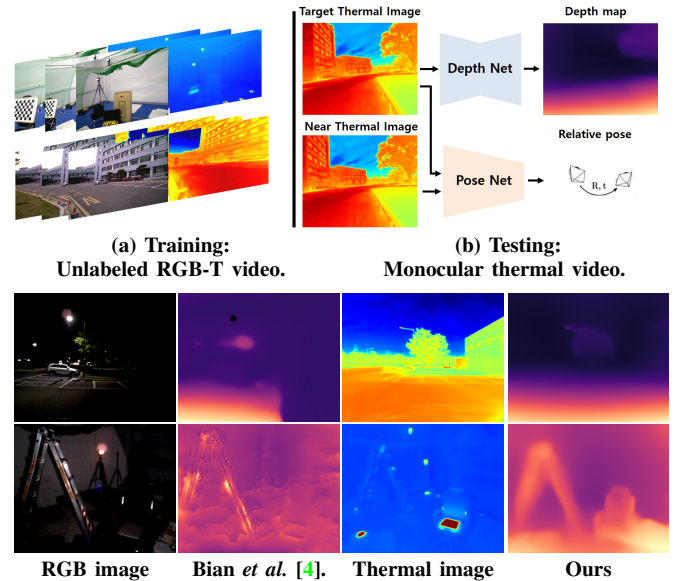 Target Thermal Image
Depth map
Depth Net
Near Thermal Image
Relative pose
Pose Net
R, t
(a) Training:
Unlabeled RGB-T video.
(b) Testing:
Monocular thermal video.
RGB image
Bian et al. [4].
Thermal image
Ours